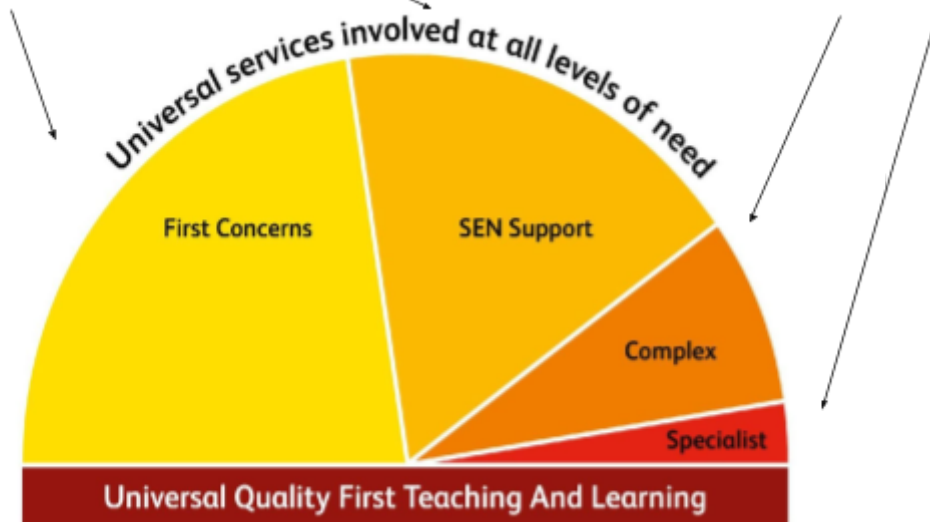 Universal services involved at all levels of need
First Concerns
SEN Support
Complex
Specialist
Universal Quality First Teaching And Learning